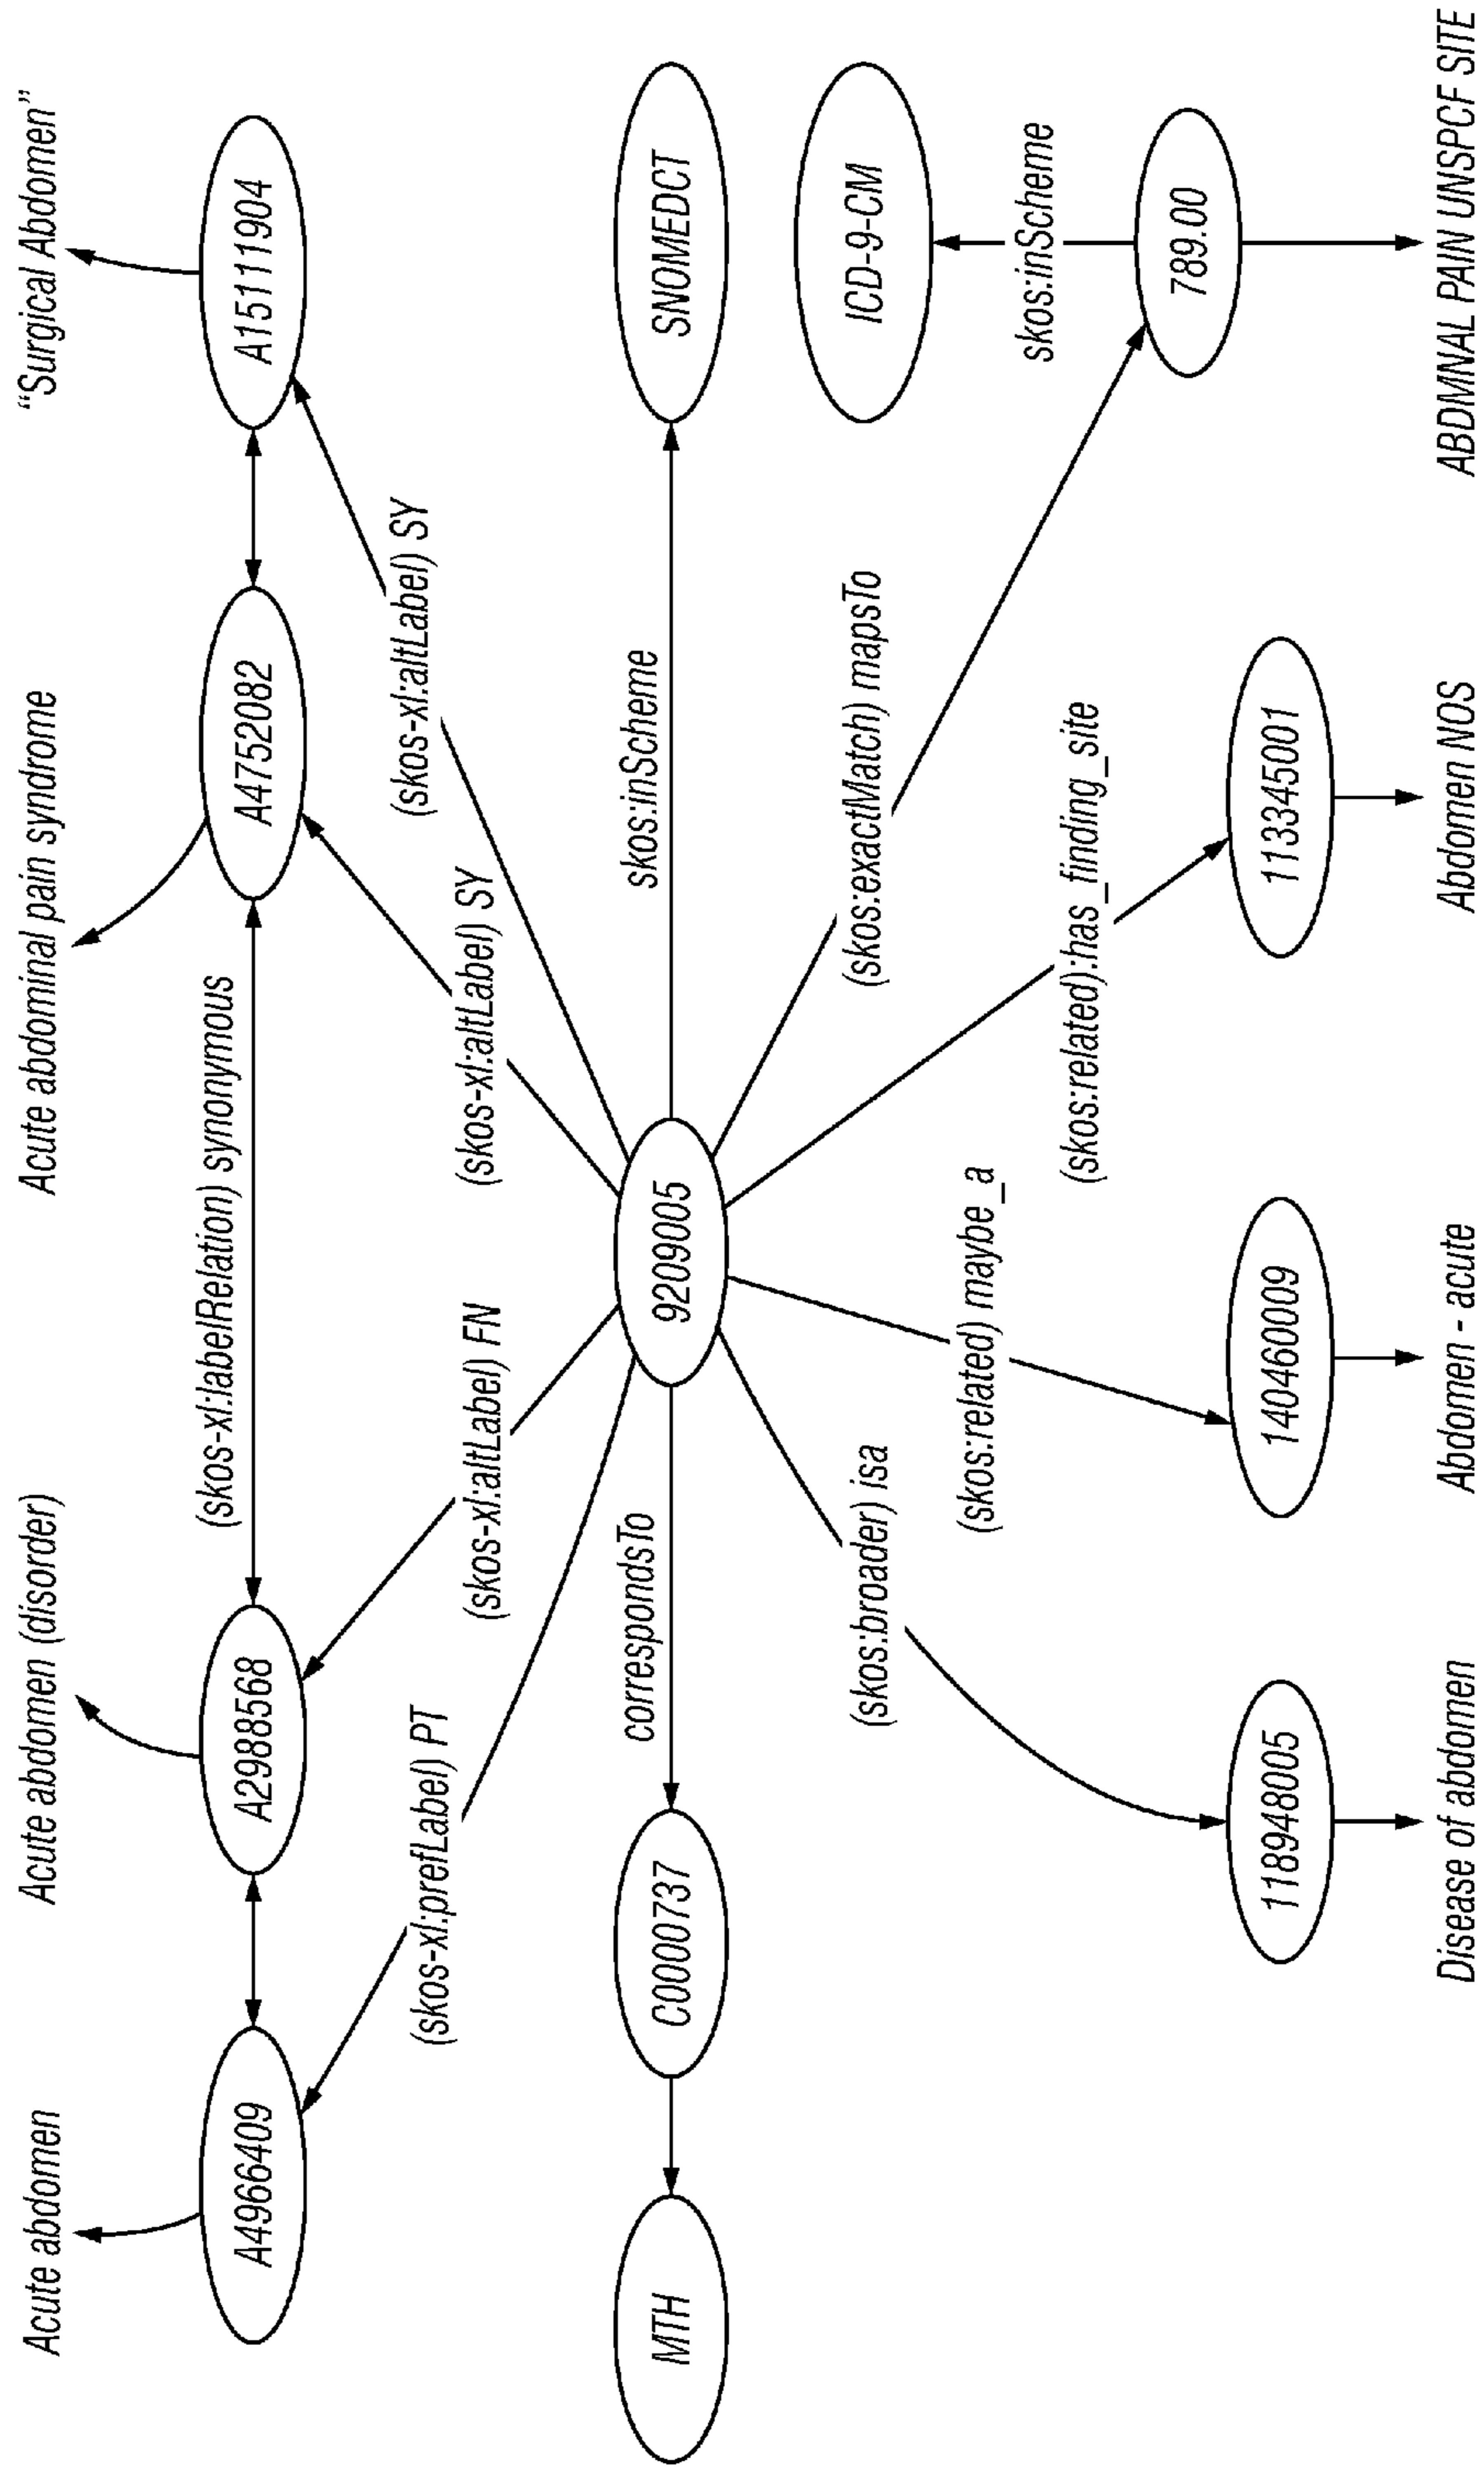 Acute abdomen
Acute abdomen (disorder)
Acute abdominal pain syndrome
“Surgical Abdomen”
A4966409
A2988568
(skos-xl:labelRelation) synonymous
A4752082
A15111904
(skos-xl:prefLabel) PT
(skos-xl:altLabel) FN
(skos-xl:altLabel) SY
(skos-xl:altLabel) SY
MTH
C0000737
correspondsTo
9209005
skos:inScheme
SNOMEDCT
(skos:broader) isa
(skos:related) maybe_a
(skos:related):has_finding_site
(skos:exactMatch) mapsTo
ICD-9-CM
skos:inScheme
789.00
118948005
140460009
113345001
Disease of abdomen
Abdomen - acute
Abdomen NOS
ABDMNAL PAIN UNSPCF SITE